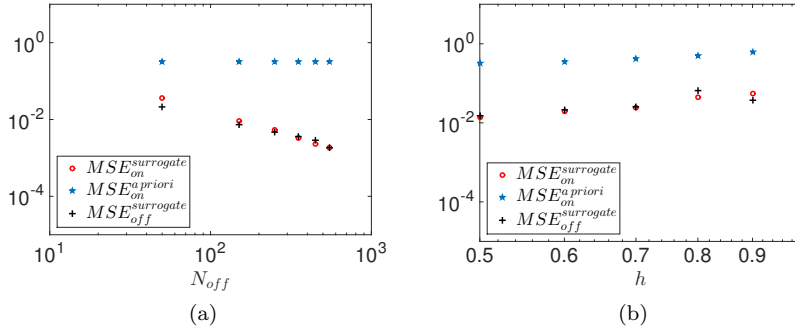 10^0
10^-2
10^-4
MSE_on^surrogate
MSE_on^apriori
MSE_off^surrogate
10^1 10^2 10^3
N_off
(a)
10^0
10^-2
10^-4
MSE_on^surrogate
MSE_on^apriori
MSE_off^surrogate
0.5 0.6 0.7 0.8 0.9
h
(b)